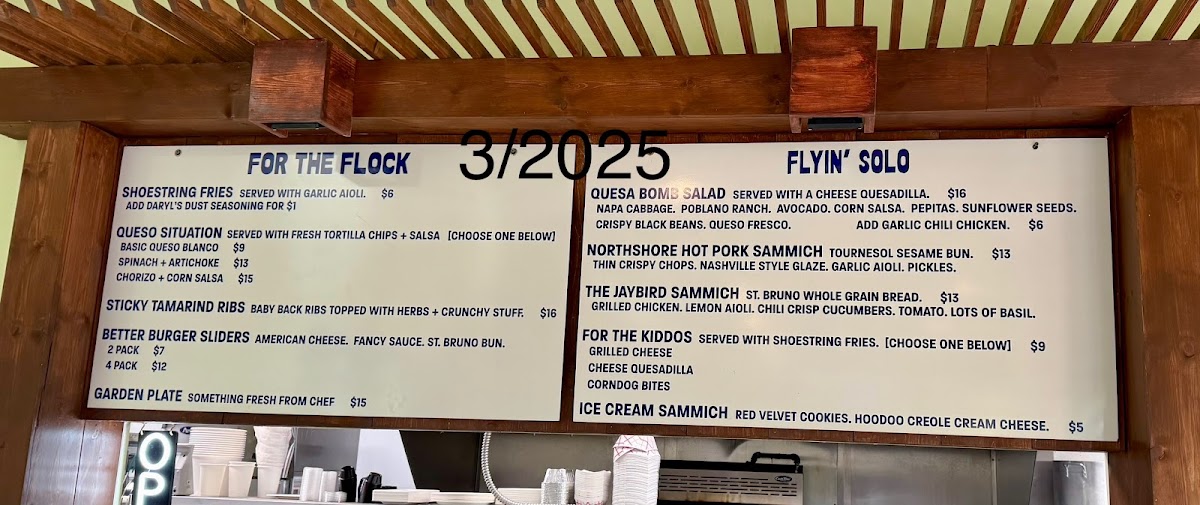 3/2025
FOR THE FLOCK
SHOESTRING FRIES SERVED WITH GARLIC AIOLI. $6
ADD DARYL'S DUST SEASONING FOR $1
QUESO SITUATION SERVED WITH FRESH TORTILLA CHIPS + SALSA [CHOOSE ONE BELOW]
BASIC QUESO BLANCO $9
SPINACH + ARTICHOKE $13
CHORIZO + CORN SALSA $15
STICKY TAMARIND RIBS BABY BACK RIBS TOPPED WITH HERBS + CRUNCHY STUFF. $16
BETTER BURGER SLIDERS AMERICAN CHEESE. FANCY SAUCE. ST. BRUNO BUN.
2 PACK $7
4 PACK $12
GARDEN PLATE SOMETHING FRESH FROM CHEF $15
FLYIN' SOLO
QUESA BOMB SALAD SERVED WITH A CHEESE QUESADILLA. $16
NAPA CABBAGE. POBLANO RANCH. AVOCADO. CORN SALSA. PEPITAS. SUNFLOWER SEEDS.
CRISPY BLACK BEANS. QUESO FRESCO. ADD GARLIC CHILI CHICKEN. $6
NORTHSHORE HOT PORK SAMMICH TOURNESOL SESAME BUN. $13
THIN CRISPY CHOPS. NASHVILLE STYLE GLAZE. GARLIC AIOLI. PICKLES.
THE JAYBIRD SAMMICH ST. BRUNO WHOLE GRAIN BREAD. $13
GRILLED CHICKEN. LEMON AIOLI. CHILI CRISP CUCUMBERS. TOMATO. LOTS OF BASIL.
FOR THE KIDDOS SERVED WITH SHOESTRING FRIES. [CHOOSE ONE BELOW] $9
GRILLED CHEESE
CHEESE QUESADILLA
CORNDOG BITES
ICE CREAM SAMMICH RED VELVET COOKIES. HOODOO CREOLE CREAM CHEESE. $5
OP